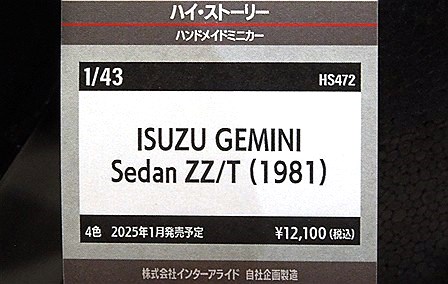 ハイ・ストーリー
ハンドメイドミニカー
1/43 HS472
ISUZU GEMINI
Sedan ZZ/T (1981)
4色 2025年1月発売予定 ¥12,100(税込)
株式会社インターアライド 自社企画製造